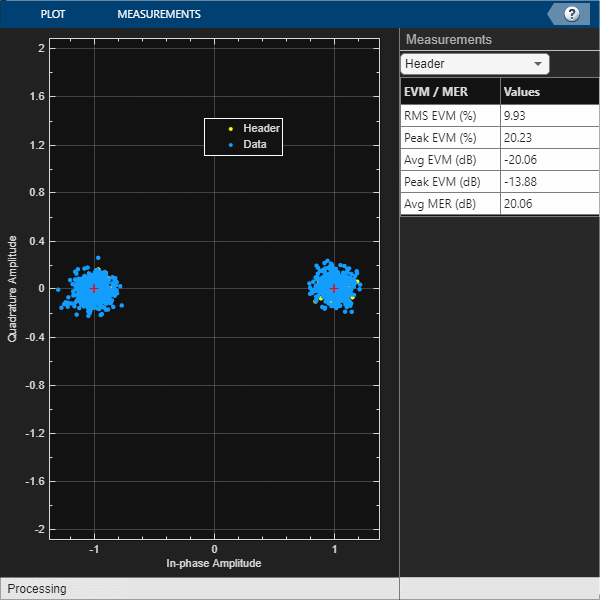 PLOT MEASUREMENTS ?
Measurements
Header
EVM / MER Values
RMS EVM (%) 9.93
Peak EVM (%) 20.23
Avg EVM (dB) -20.06
Peak EVM (dB) -13.88
Avg MER (dB) 20.06
Header
Data
2
1.6
1.2
0.8
0.4
0
-0.4
-0.8
-1.2
-1.6
-2
Quadrature Amplitude
-1 0 1
In-phase Amplitude
Processing